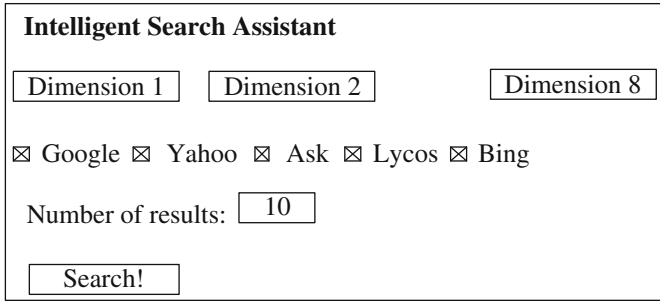 Intelligent Search Assistant
Dimension 1 Dimension 2 Dimension 8
☒ Google ☒ Yahoo ☒ Ask ☒ Lycos ☒ Bing
Number of results: 10
Search!